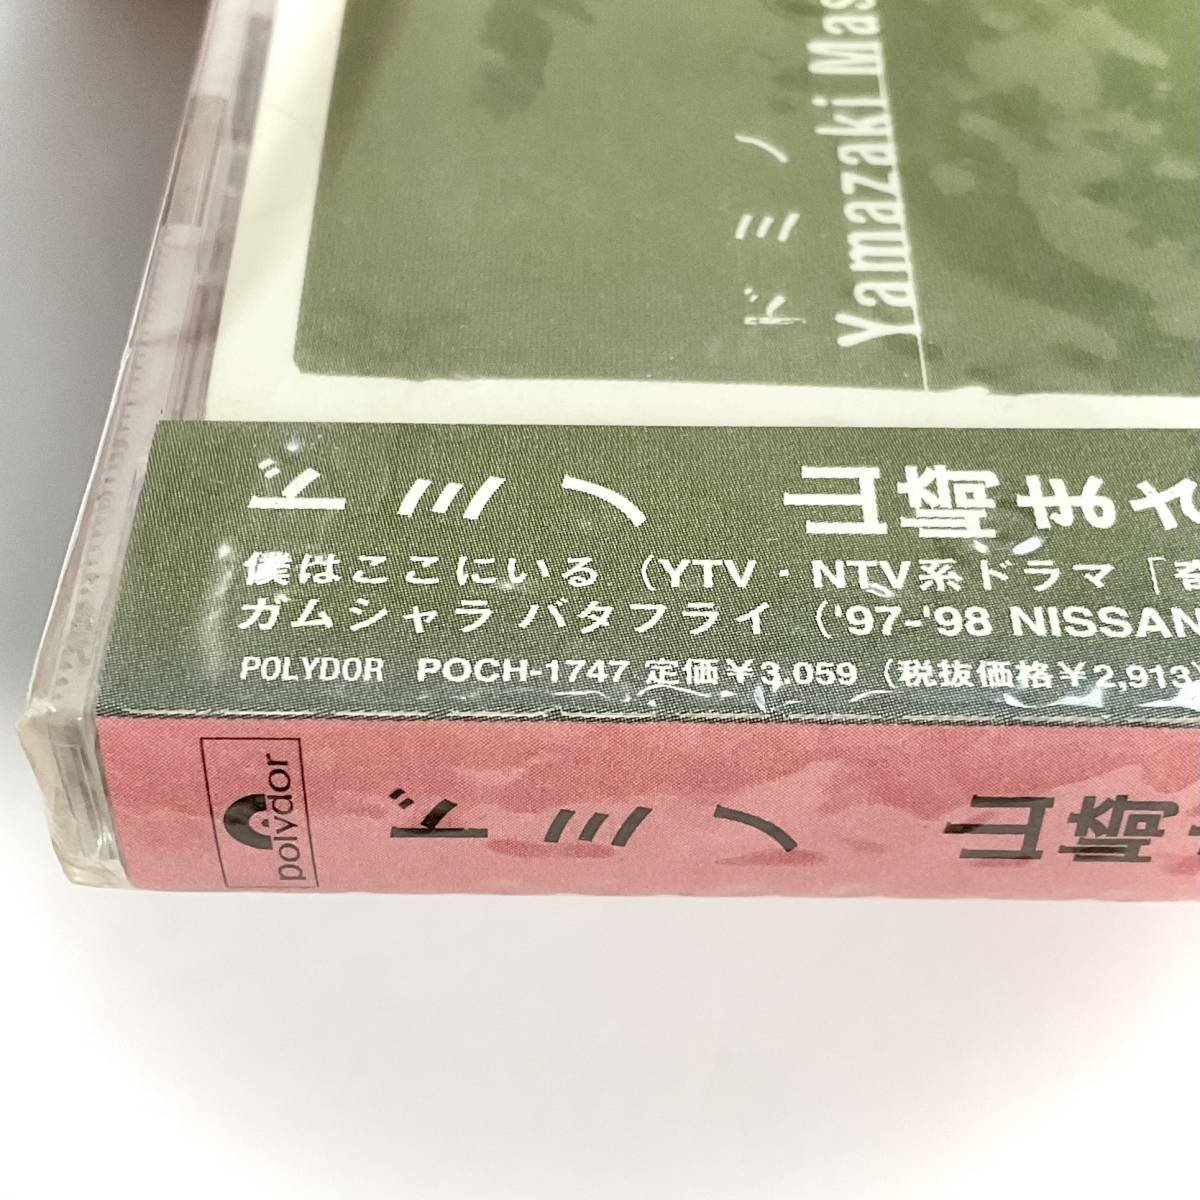 ドミノ
Yamazaki Mas
ドミノ 山崎まさ
僕はここにいる（YTV・NTV系ドラマ「
ガムシャラ バタフライ（'97-'98 NISSAN
POLYDOR POCH-1747 定価￥3,059（税抜価格￥2,913
polydor
ドミノ 山崎